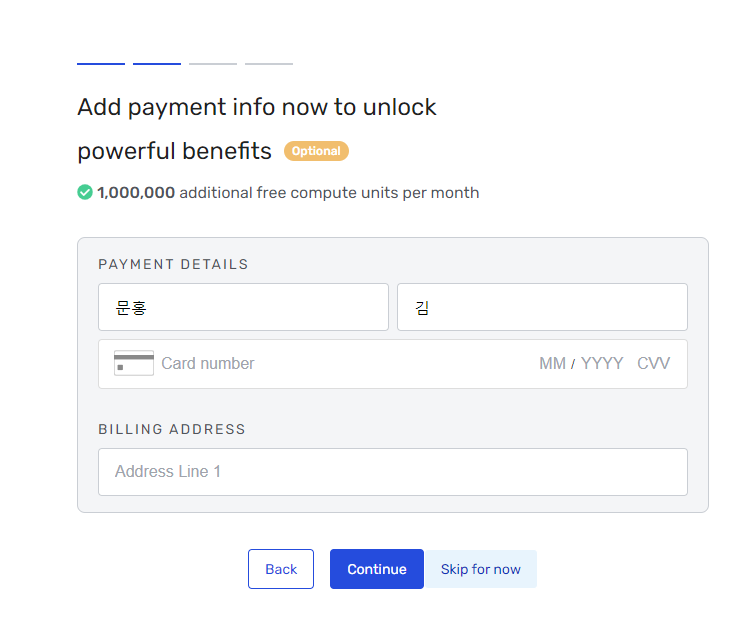 Add payment info now to unlock
powerful benefits Optional
1,000,000 additional free compute units per month
PAYMENT DETAILS
문홍 김
Card number MM / YYYY CVV
BILLING ADDRESS
Address Line 1
Back Continue Skip for now